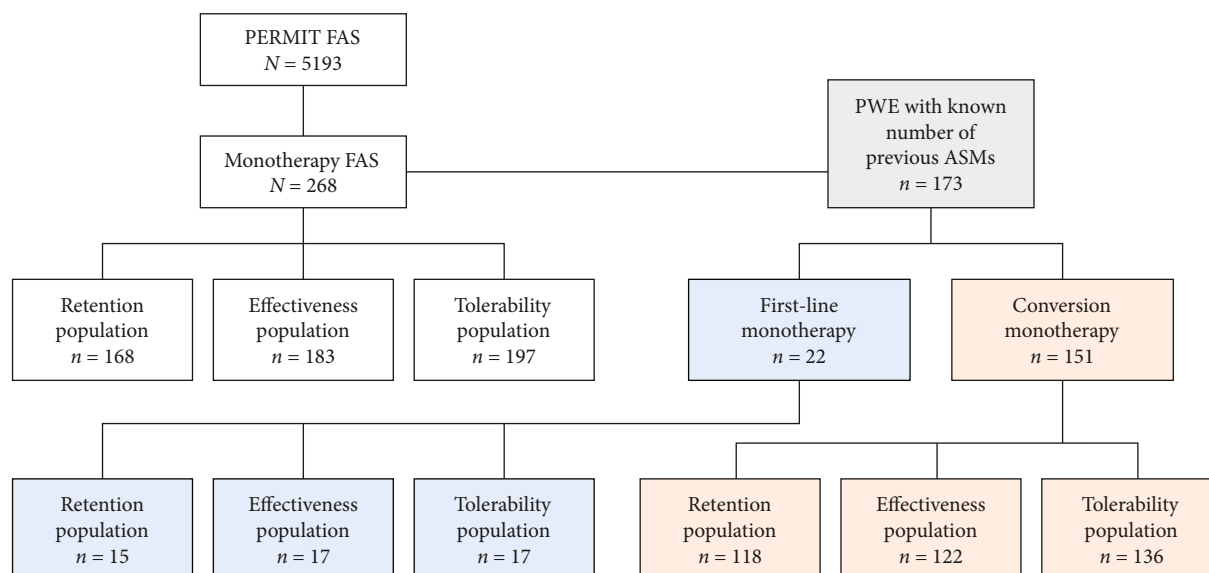 PERMIT FAS
N = 5193
PWE with known
number of
previous ASMs
n = 173
Monotherapy FAS
N = 268
Retention
population
n = 168
Effectiveness
population
n = 183
Tolerability
population
n = 197
First-line
monotherapy
n = 22
Conversion
monotherapy
n = 151
Retention
population
n = 15
Effectiveness
population
n = 17
Tolerability
population
n = 17
Retention
population
n = 118
Effectiveness
population
n = 122
Tolerability
population
n = 136